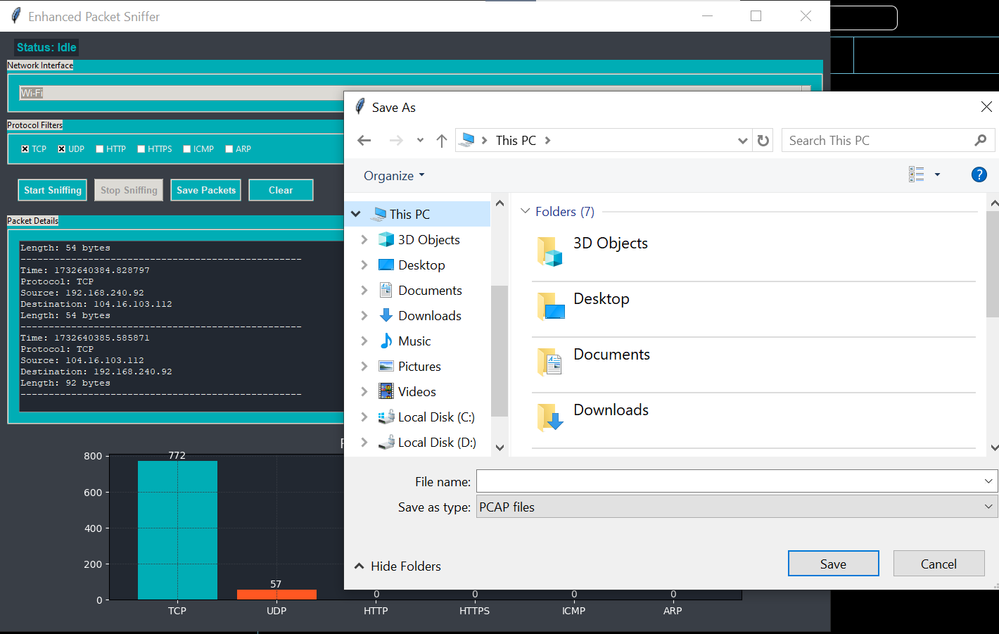 Enhanced Packet Sniffer
Status: Idle
Network Interface
Wi-Fi
Protocol Filters
TCP UDP HTTP HTTPS ICMP ARP
Start Sniffing Stop Sniffing Save Packets Clear
Packet Details
Length: 54 bytes
--------------------------------------------------
Time: 1732640384.828797
Protocol: TCP
Source: 192.168.240.92
Destination: 104.16.103.112
Length: 54 bytes
--------------------------------------------------
Time: 1732640385.585871
Protocol: TCP
Source: 104.16.103.112
Destination: 192.168.240.92
Length: 92 bytes
--------------------------------------------------
800
600
400
200
0
772
57
0
0
0
0
TCP
UDP
HTTP
HTTPS
ICMP
ARP
Save As
This PC
Search This PC
Organize
?
This PC
3D Objects
Desktop
Documents
Downloads
Music
Pictures
Videos
Local Disk (C:)
Local Disk (D:)
Folders (7)
3D Objects
Desktop
Documents
Downloads
File name:
Save as type: PCAP files
Hide Folders
Save
Cancel